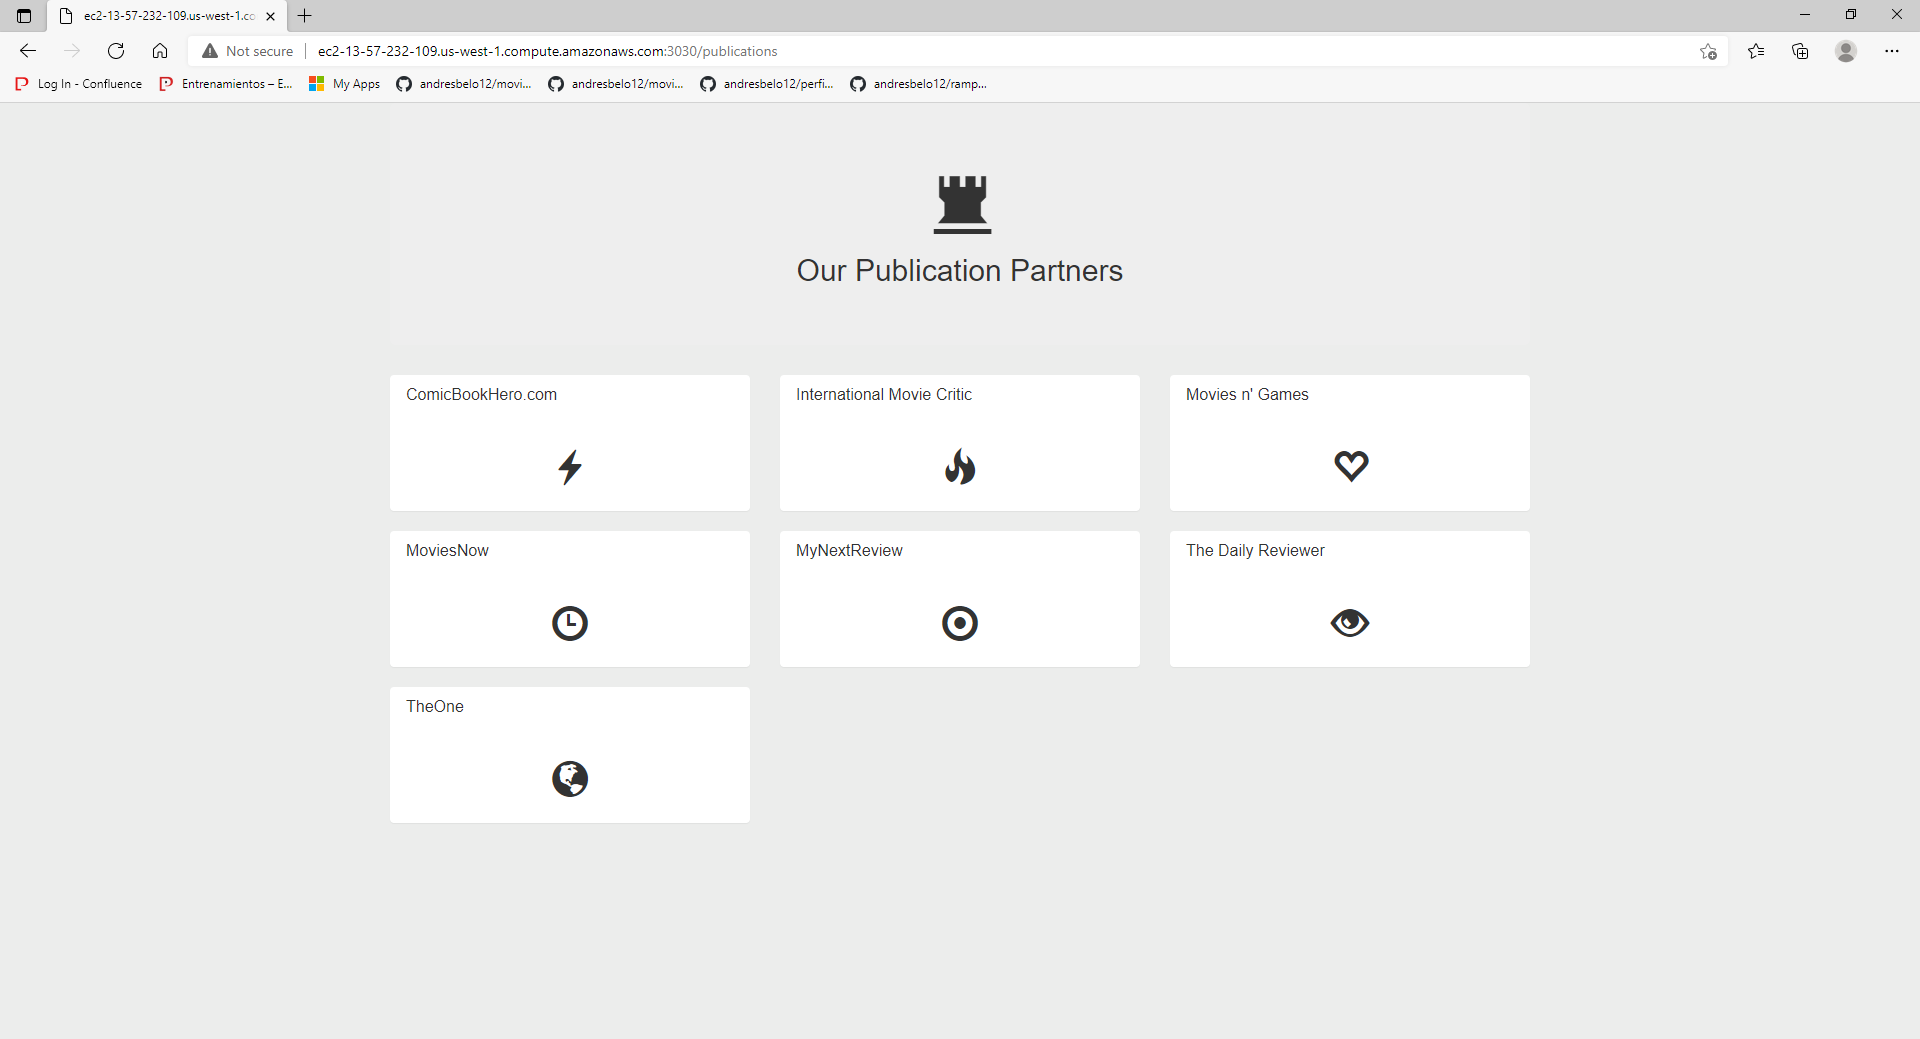 ec2-13-57-232-109.us-west-1.co
Not secure
ec2-13-57-232-109.us-west-1.compute.amazonaws.com:3030/publications
Log In - Confluence
Entrenamientos – E...
My Apps
andresbelo12/movi...
andresbelo12/movi...
andresbelo12/perfi...
andresbelo12/ramp...
Our Publication Partners
ComicBookHero.com
International Movie Critic
Movies n' Games
MoviesNow
MyNextReview
The Daily Reviewer
TheOne